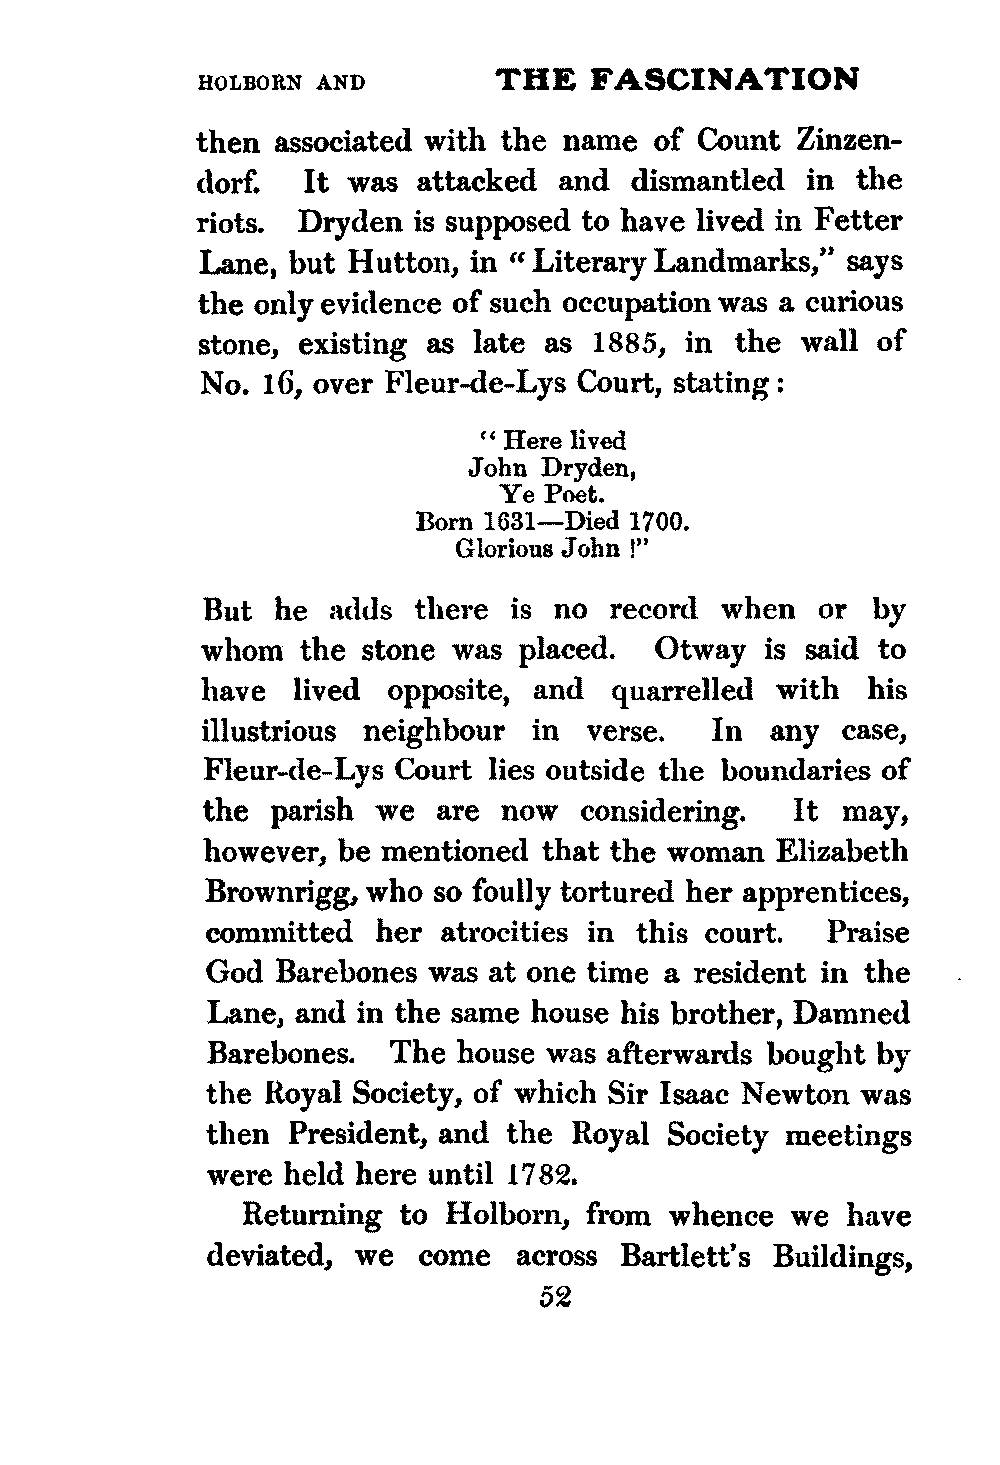 HOLBORN AND THE FASCINATION
then associated with the name of Count Zinzen-
dorf. It was attacked and dismantled in the
riots. Dryden is supposed to have lived in Fetter
Lane, but Hutton, in “Literary Landmarks,” says
the only evidence of such occupation was a curious
stone, existing as late as 1885, in the wall of
No. 16, over Fleur-de-Lys Court, stating:
“Here lived
John Dryden,
Ye Poet.
Born 1631—Died 1700.
Glorious John!”
But he adds there is no record when or by
whom the stone was placed. Otway is said to
have lived opposite, and quarrelled with his
illustrious neighbour in verse. In any case,
Fleur-de-Lys Court lies outside the boundaries of
the parish we are now considering. It may,
however, be mentioned that the woman Elizabeth
Brownrigg, who so foully tortured her apprentices,
committed her atrocities in this court. Praise
God Barebones was at one time a resident in the
Lane, and in the same house his brother, Damned
Barebones. The house was afterwards bought by
the Royal Society, of which Sir Isaac Newton was
then President, and the Royal Society meetings
were held here until 1782.
Returning to Holborn, from whence we have
deviated, we come across Bartlett’s Buildings,
52